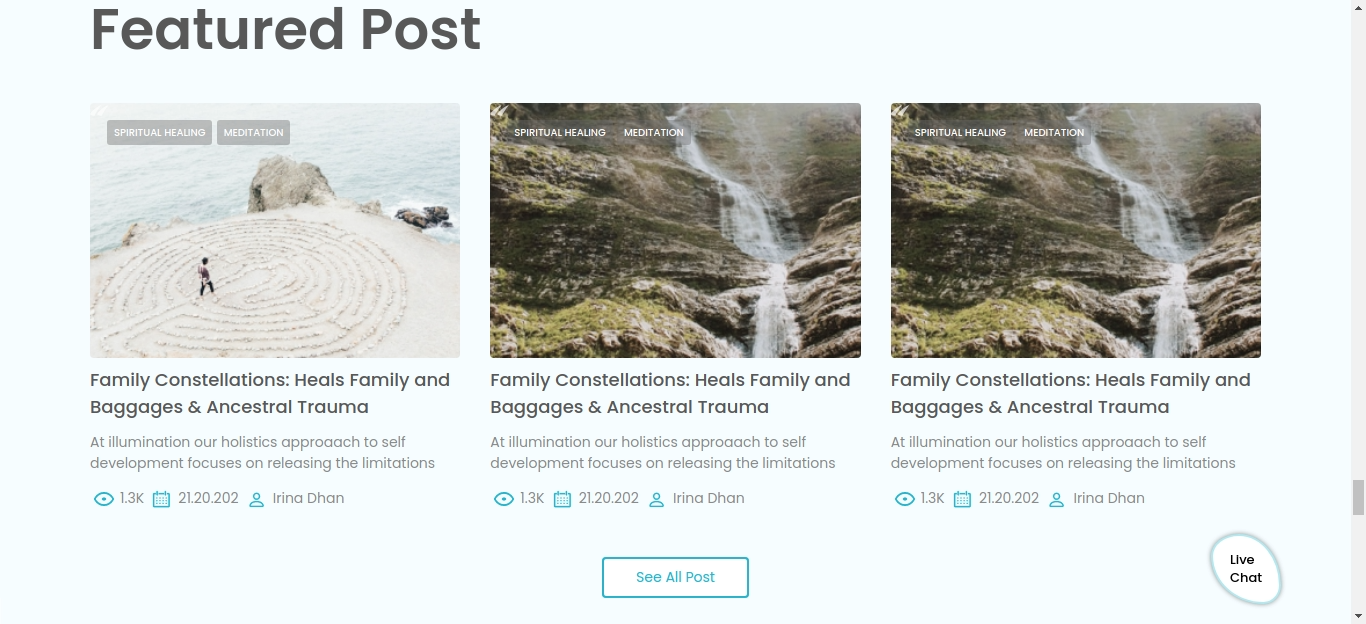 Featured Post
SPIRITUAL HEALING MEDITATION
SPIRITUAL HEALING MEDITATION
SPIRITUAL HEALING MEDITATION
Family Constellations: Heals Family and
Baggages & Ancestral Trauma
At illumination our holistics approaach to self
development focuses on releasing the limitations
1.3K 21.20.202 Irina Dhan
Family Constellations: Heals Family and
Baggages & Ancestral Trauma
At illumination our holistics approaach to self
development focuses on releasing the limitations
1.3K 21.20.202 Irina Dhan
Family Constellations: Heals Family and
Baggages & Ancestral Trauma
At illumination our holistics approaach to self
development focuses on releasing the limitations
1.3K 21.20.202 Irina Dhan
See All Post
Live
Chat